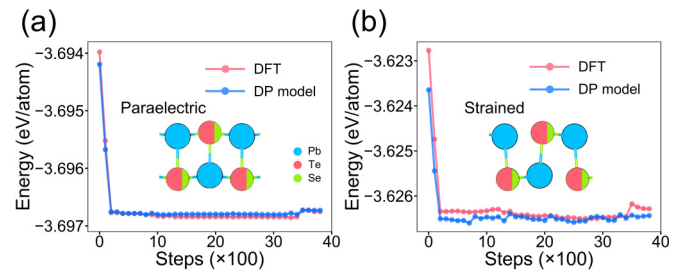 (a)
Energy (eV/atom)
−3.694
−3.695
−3.696
−3.697
DFT
DP model
Paraelectric
Pb
Te
Se
0 10 20 30 40
Steps (×100)
(b)
Energy (eV/atom)
−3.623
−3.624
−3.625
−3.626
DFT
DP model
Strained
0 10 20 30 40
Steps (×100)